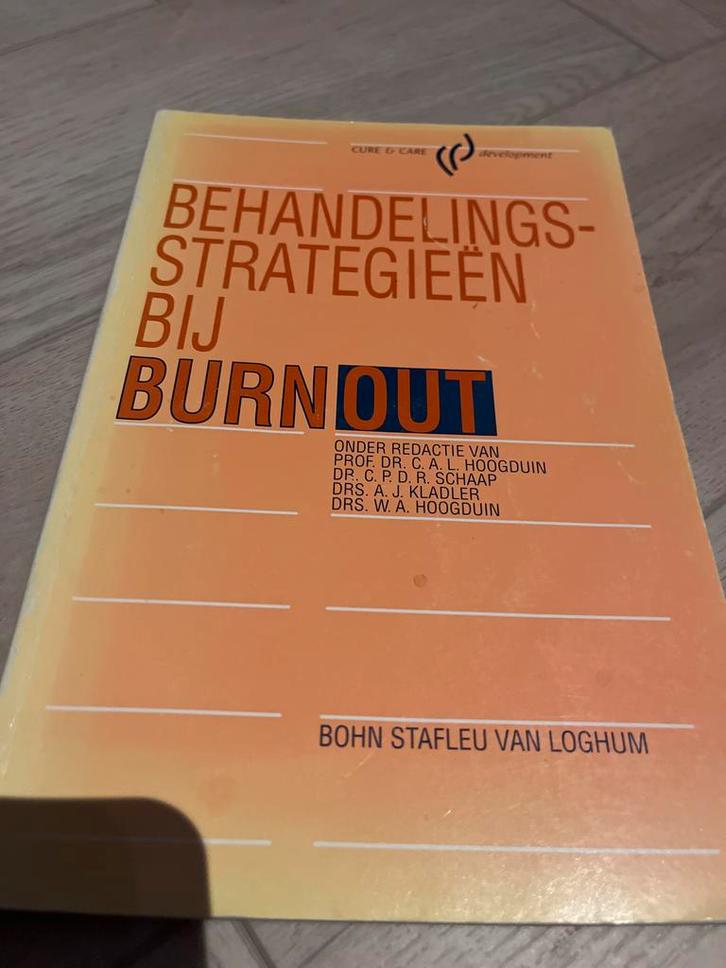 CURE & CARE development
BEHANDELINGS-
STRATEGIEËN
BIJ
BURNOUT
ONDER REDACTIE VAN
PROF. DR. C. A. L. HOOGDUIN
DR. C. P. D. R. SCHAAP
DRS. A. J. KLADLER
DRS. W. A. HOOGDUIN
BOHN STAFLEU VAN LOGHUM